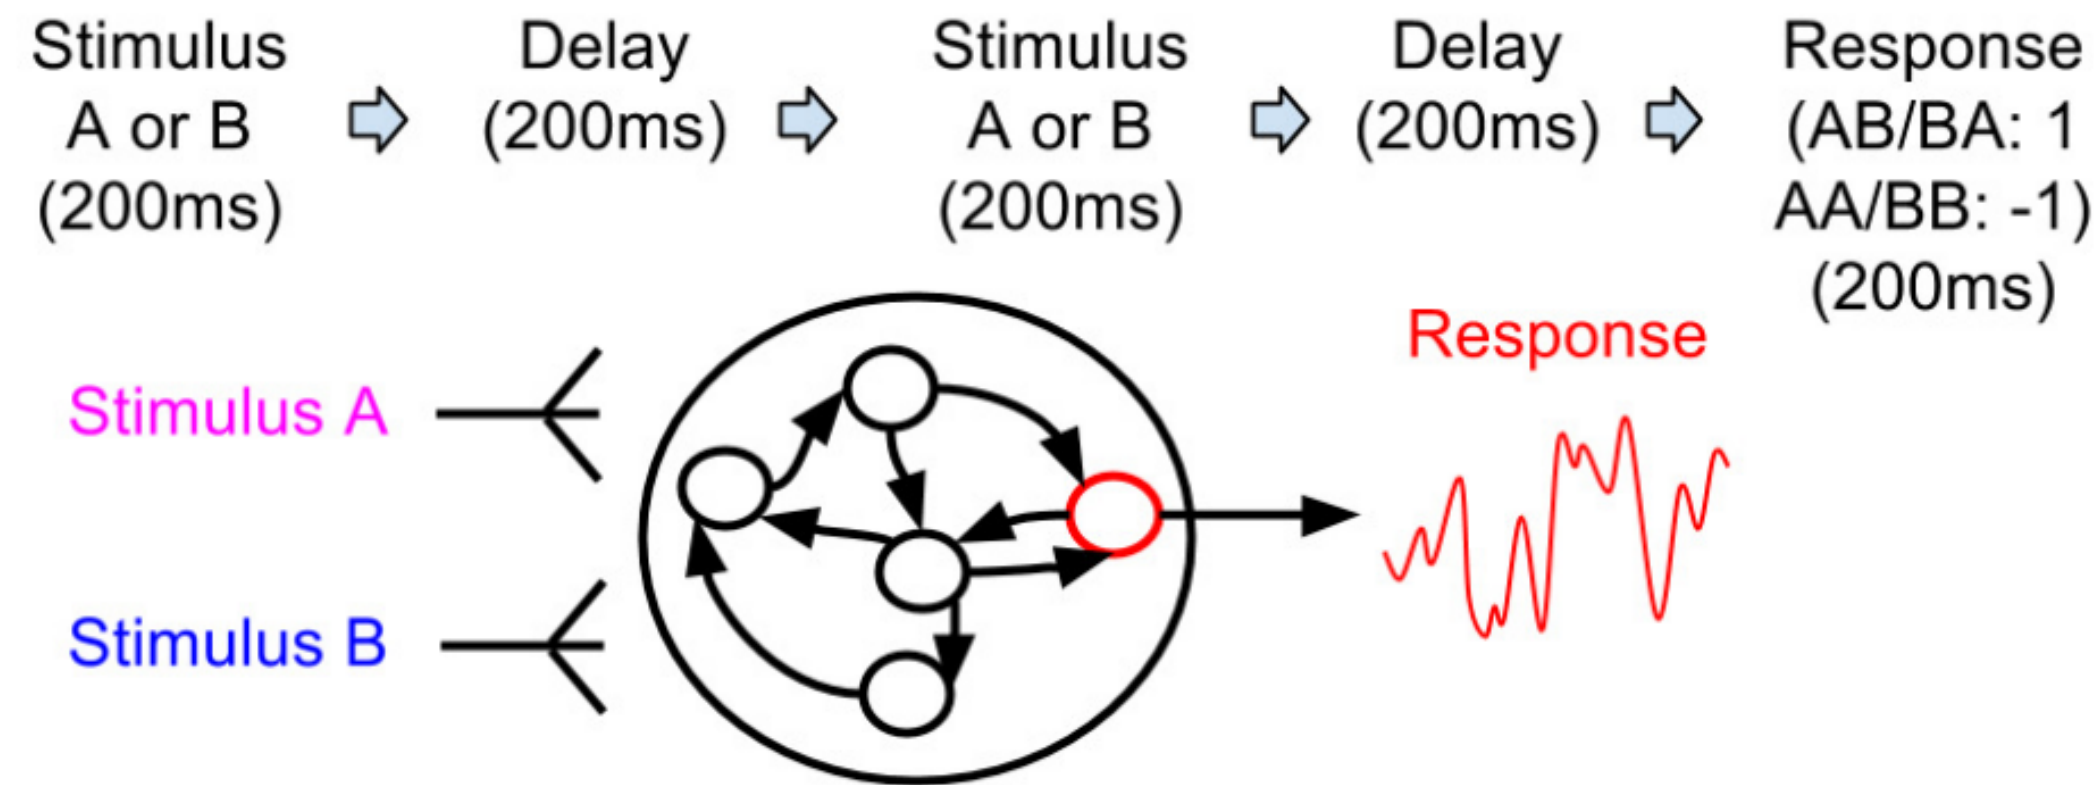 Stimulus
A or B
(200ms)
Delay
(200ms)
Stimulus
A or B
(200ms)
Delay
(200ms)
Response
(AB/BA: 1
AA/BB: -1)
(200ms)
Stimulus A
Stimulus B
Response